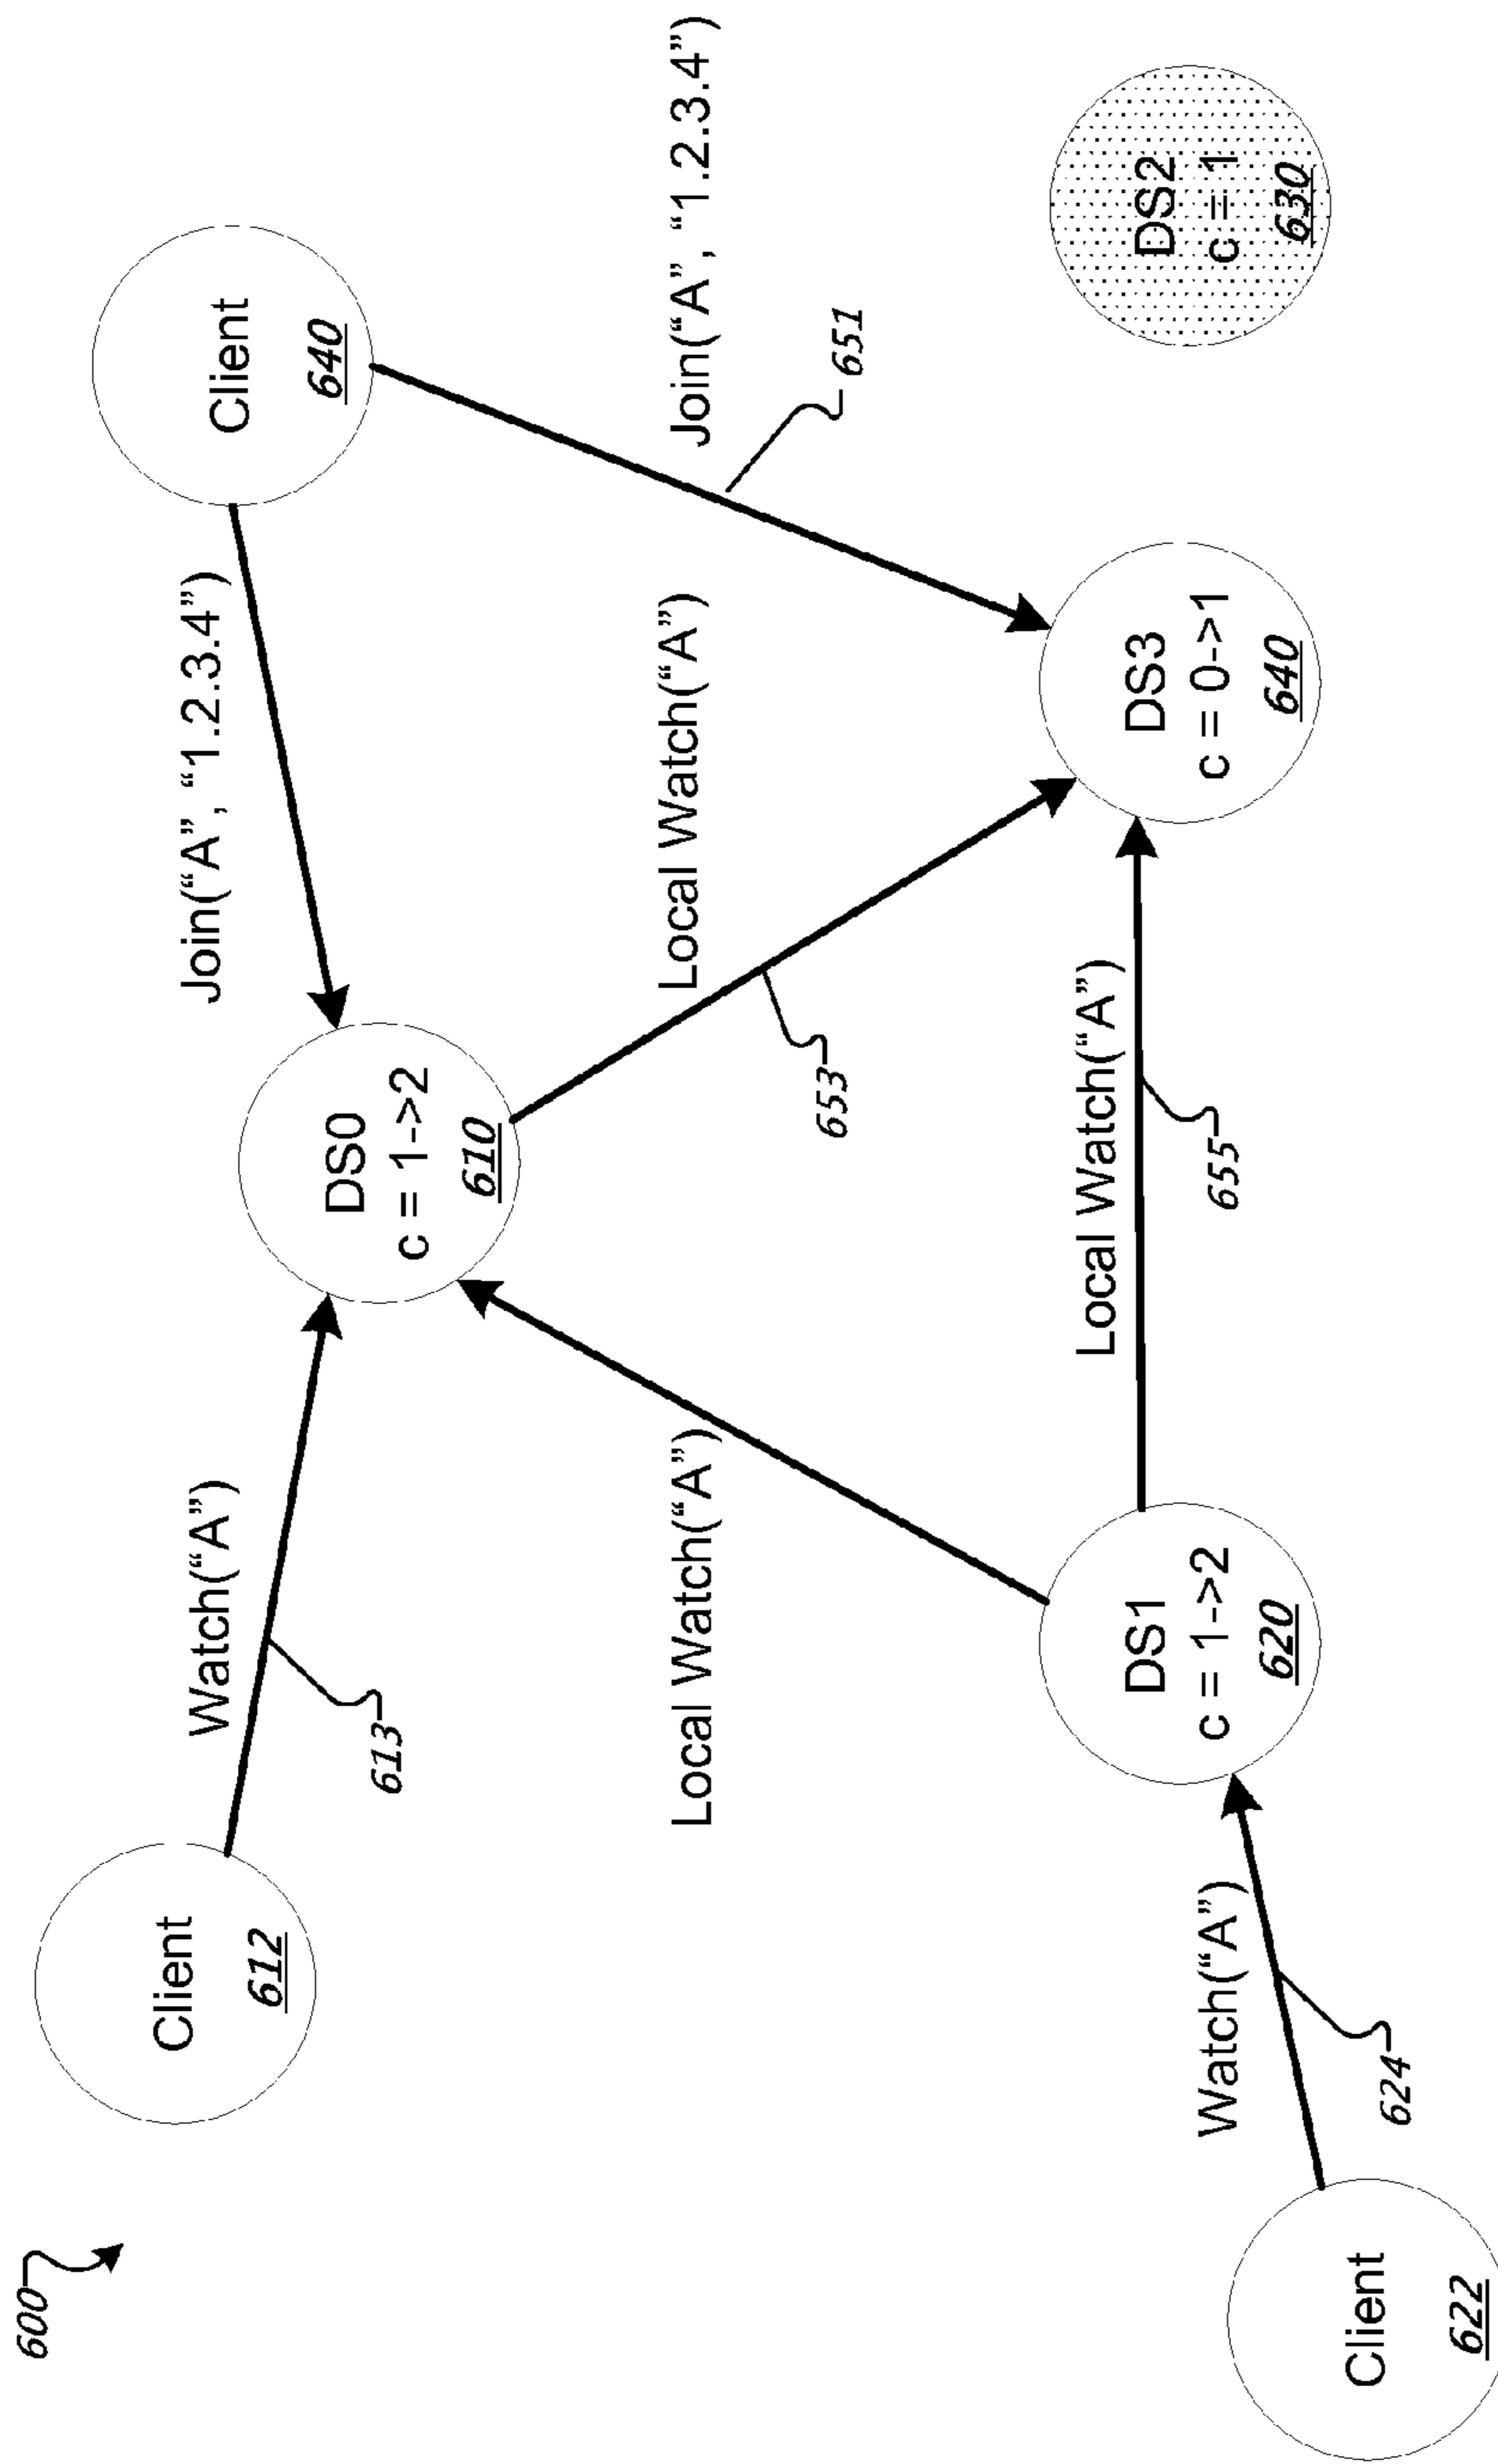 600
Client
612
Watch("A")
613
DS0
c = 1->2
610
Join("A", "1.2.3.4")
Client
640
Local Watch("A")
Local Watch("A")
653
Join("A", "1.2.3.4")
651
Client
622
Watch("A")
624
DS1
c = 1->2
620
Local Watch("A")
655
DS3
c = 0->1
640
DS2
c = 1
630